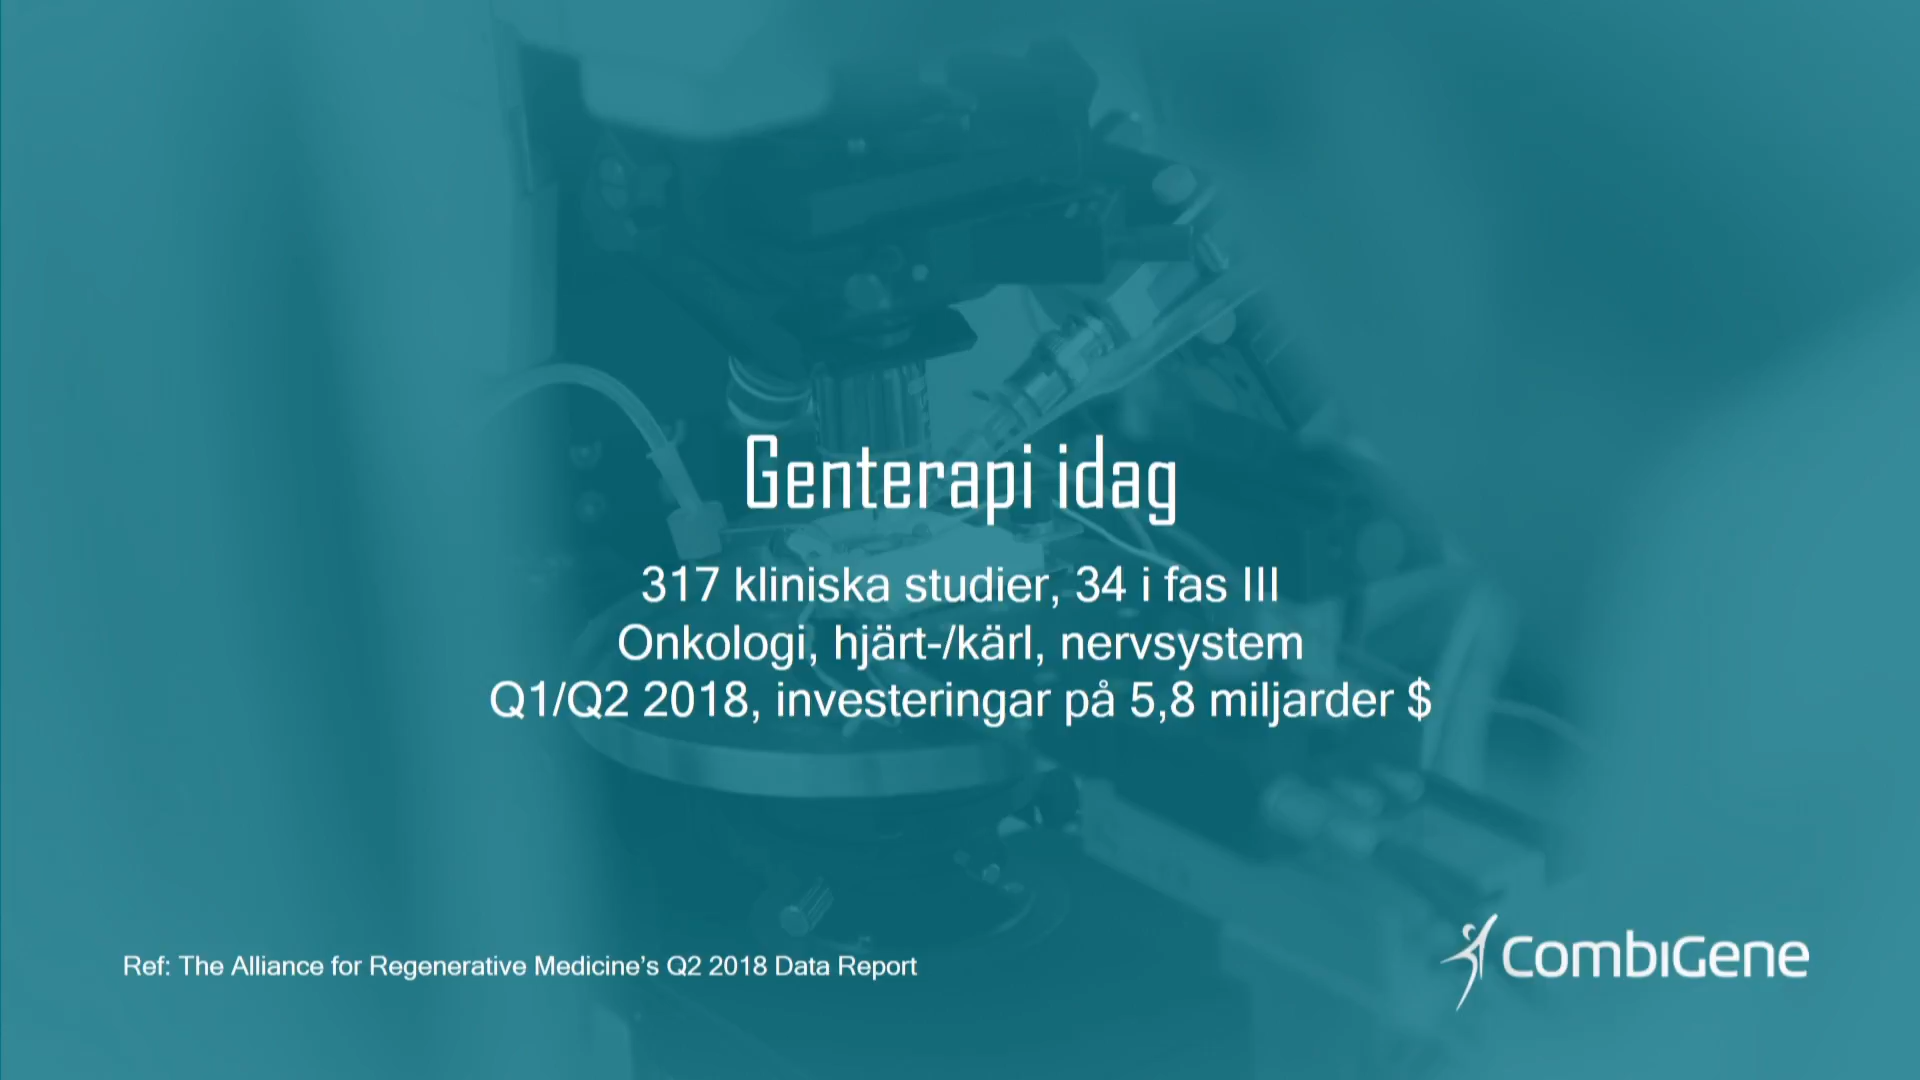 Genterapi idag
317 kliniska studier, 34 i fas III
Onkologi, hjärt-/kärl, nervsystem
Q1/Q2 2018, investeringar på 5,8 miljarder $
Ref: The Alliance for Regenerative Medicine’s Q2 2018 Data Report
CombiGene